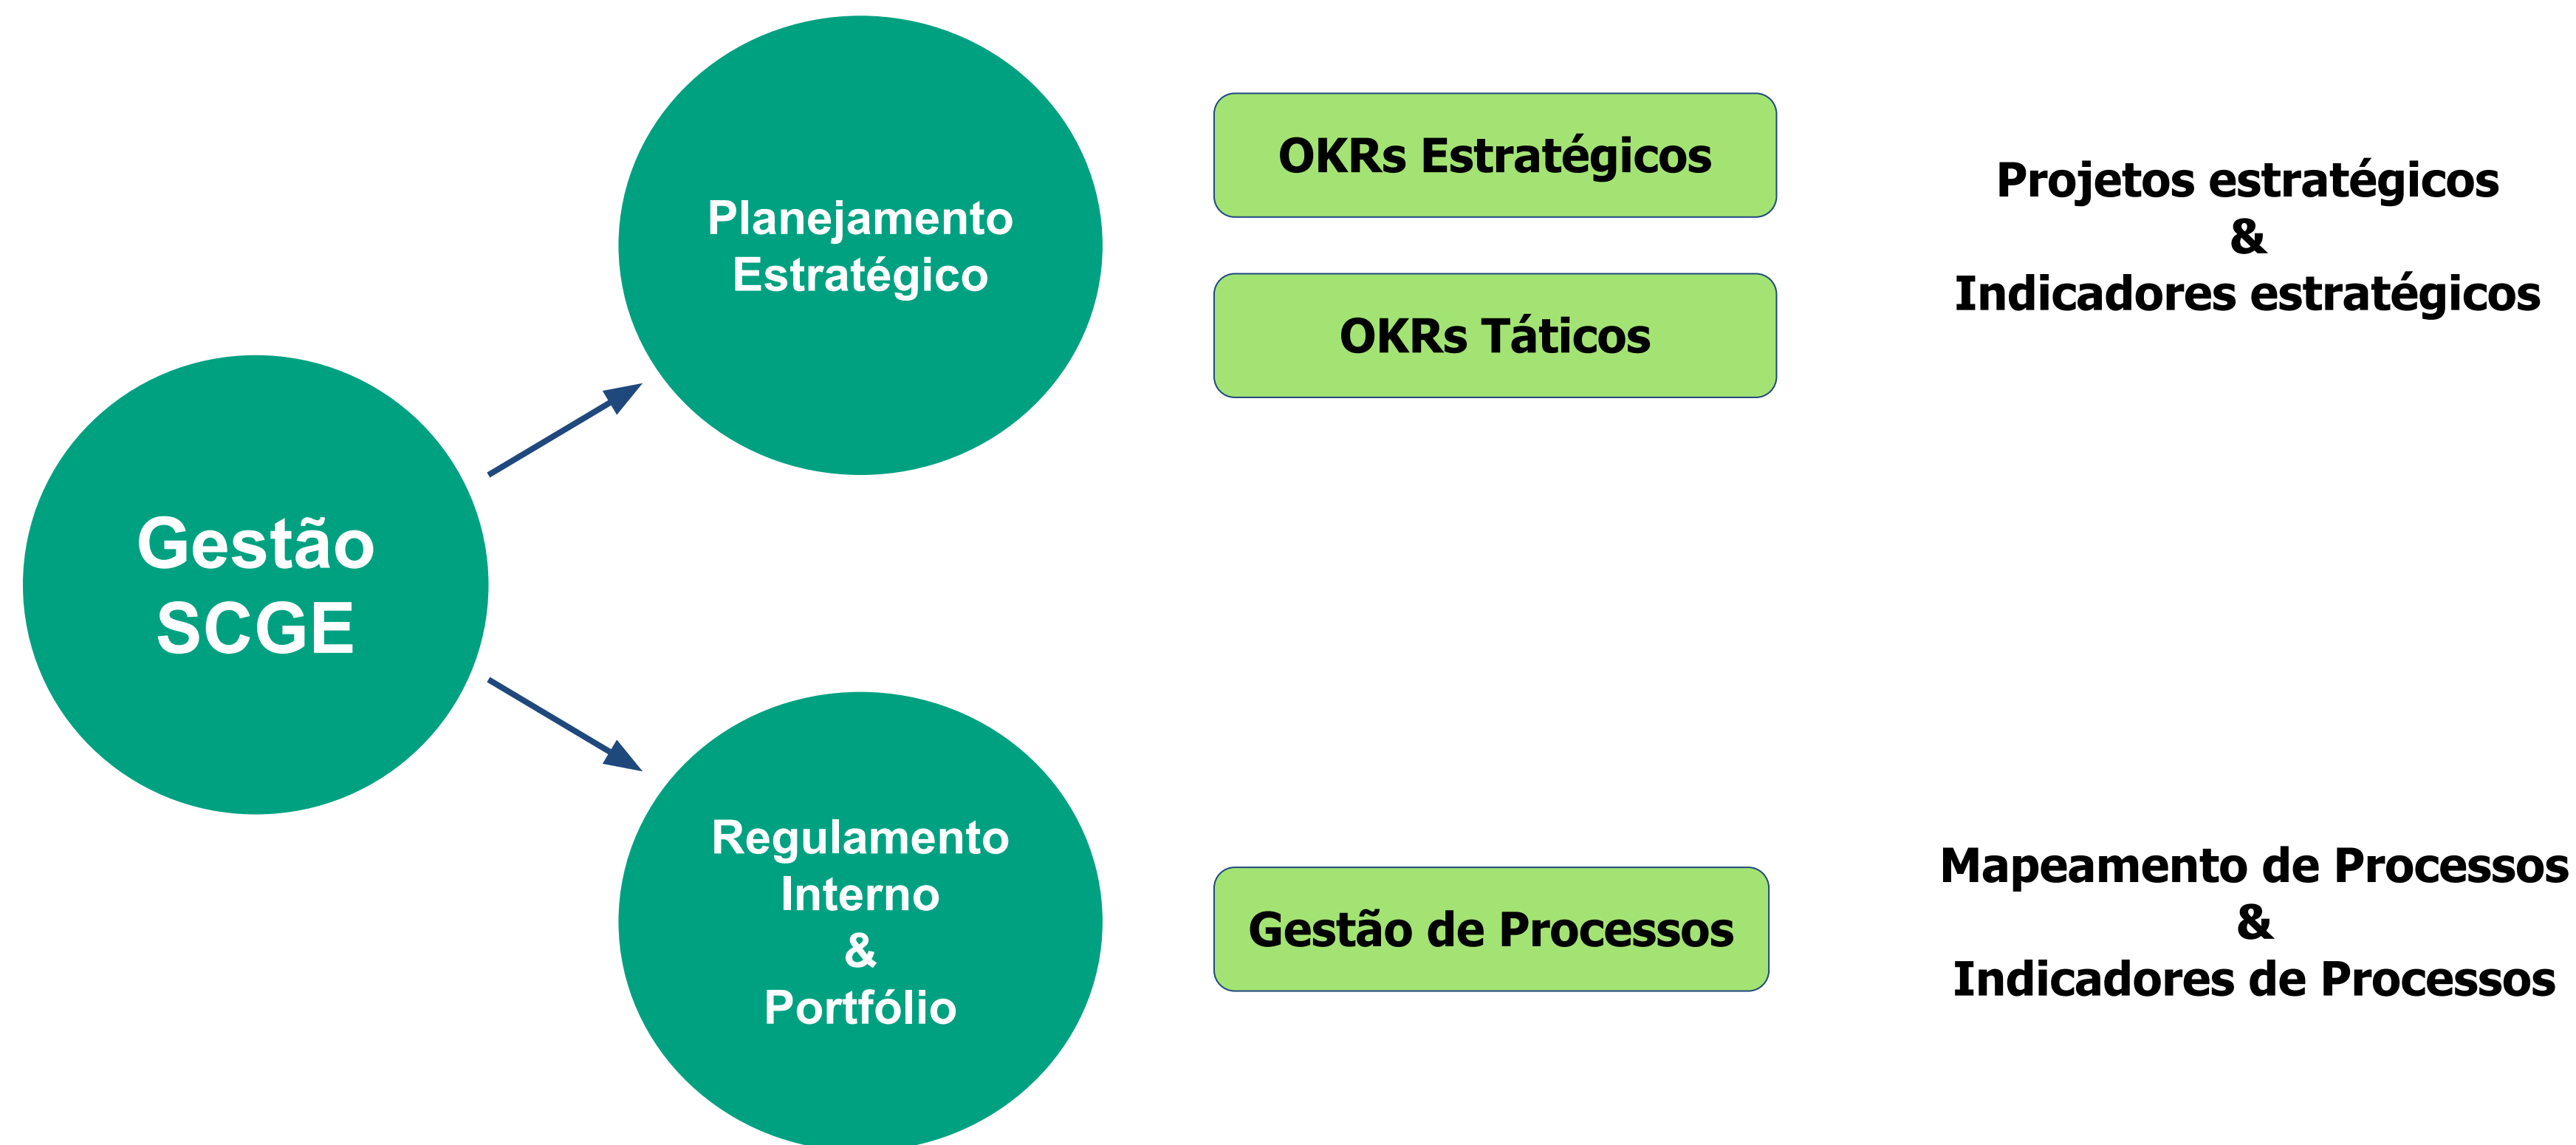 Gestão
SCGE
Planejamento
Estratégico
OKRs Estratégicos
OKRs Táticos
Projetos estratégicos
&
Indicadores estratégicos
Regulamento
Interno
&
Portfólio
Gestão de Processos
Mapeamento de Processos
&
Indicadores de Processos